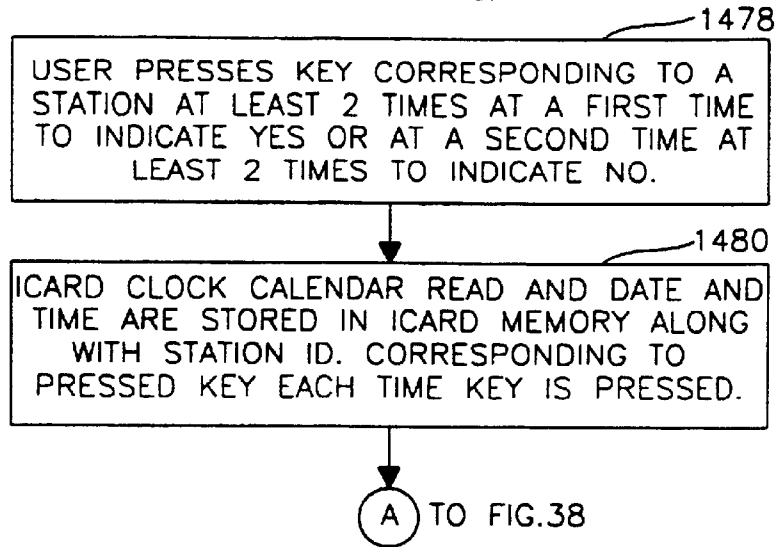 1478
USER PRESSES KEY CORRESPONDING TO A
STATION AT LEAST 2 TIMES AT A FIRST TIME
TO INDICATE YES OR AT A SECOND TIME AT
LEAST 2 TIMES TO INDICATE NO.
1480
ICARD CLOCK CALENDAR READ AND DATE AND
TIME ARE STORED IN ICARD MEMORY ALONG
WITH STATION ID. CORRESPONDING TO
PRESSED KEY EACH TIME KEY IS PRESSED.
A TO FIG.38